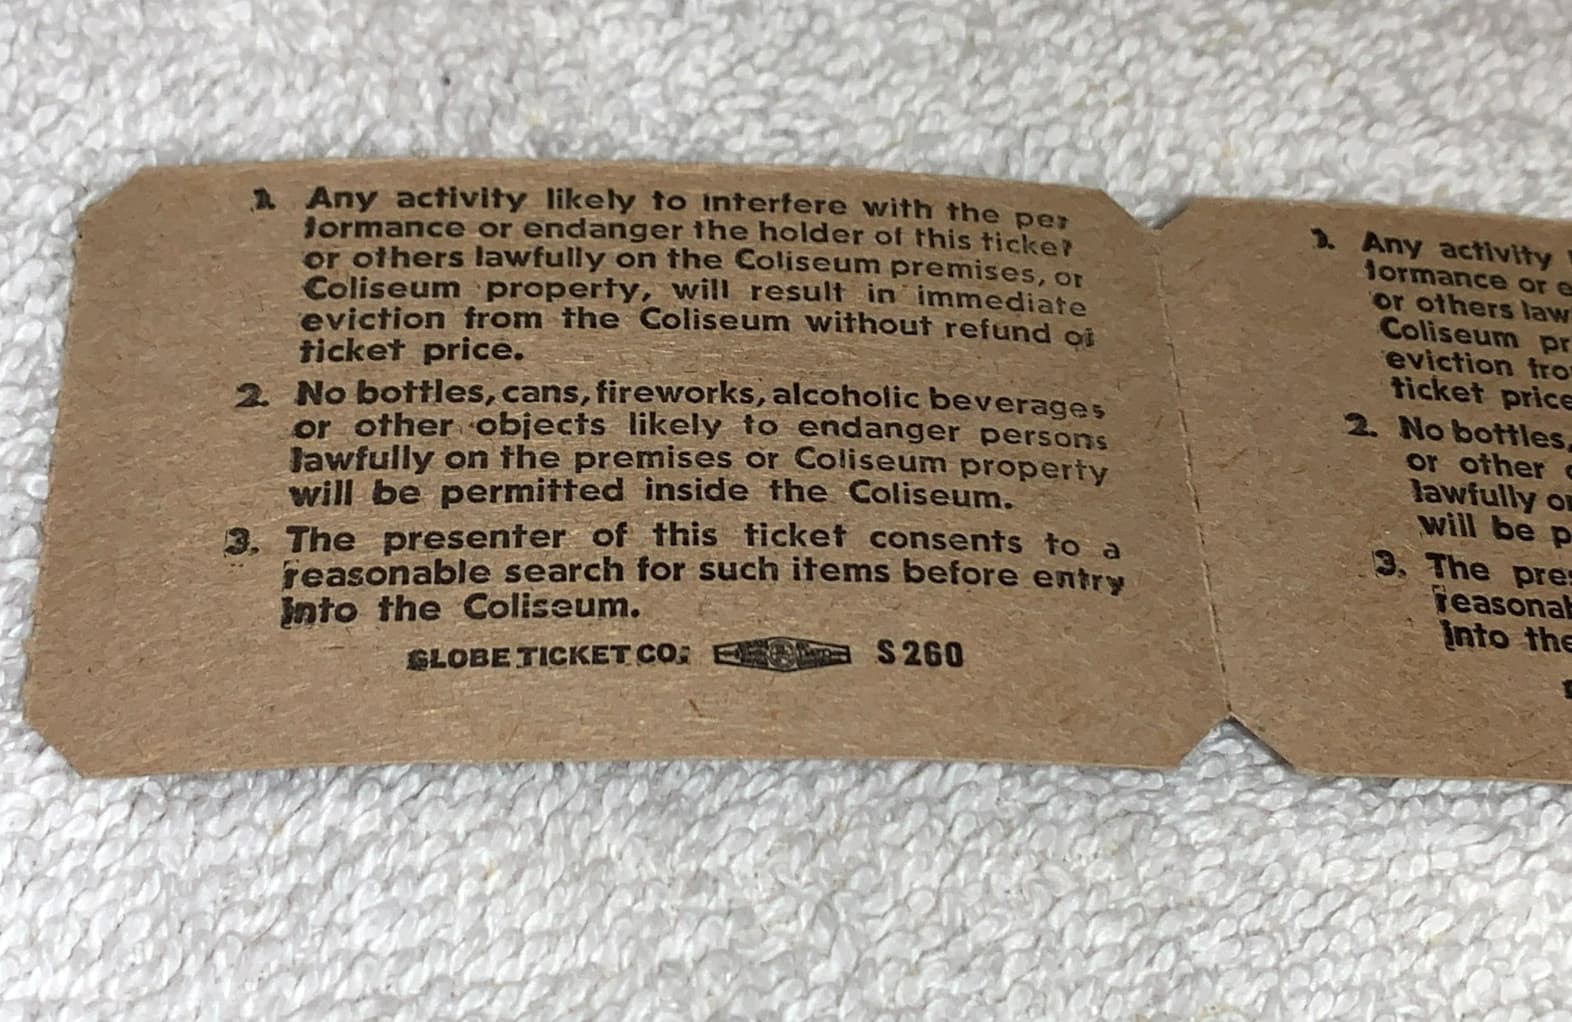 1. Any activity likely to interfere with the per
formance or endanger the holder of this ticket
or others lawfully on the Coliseum premises, or
Coliseum property, will result in immediate
eviction from the Coliseum without refund of
ticket price.
2. No bottles, cans, fireworks, alcoholic beverages
or other objects likely to endanger persons
lawfully on the premises or Coliseum property
will be permitted inside the Coliseum.
3. The presenter of this ticket consents to a
reasonable search for such items before entry
into the Coliseum.
GLOBE TICKET CO. S 260
1. Any activity
formance or
or others
Coliseum
eviction
ticket price
2. No bottles,
or other
lawfully
will be
3. The
into the